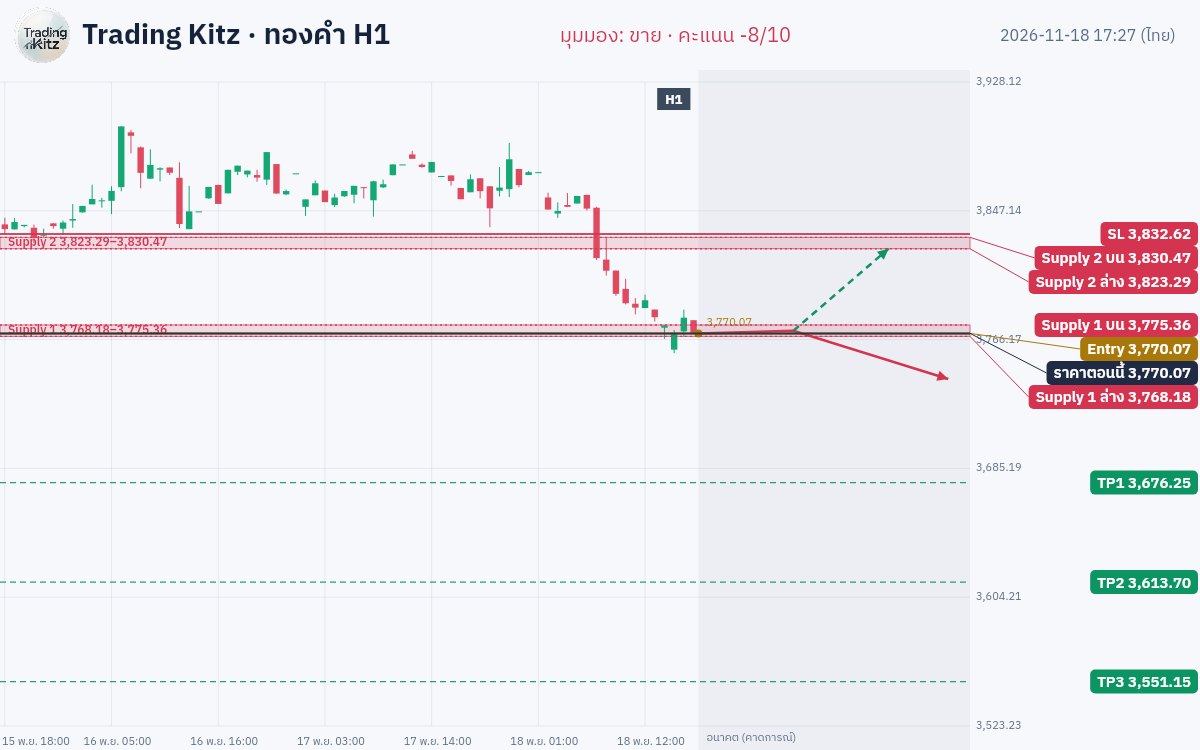 Trading Kitz
Trading Kitz · ทองคำ H1
มุมมอง: ขาย · คะแนน -8/10
2026-11-18 17:27 (ไทย)
H1
3,928.12
3,847.14
3,766.17
3,685.19
3,604.21
3,523.23
Supply 2 3,823.29–3,830.47
Supply 1 3,768.18–3,775.36
3,770.07
SL 3,832.62
Supply 2 บน 3,830.47
Supply 2 ล่าง 3,823.29
Supply 1 บน 3,775.36
Entry 3,770.07
ราคาตอนนี้ 3,770.07
Supply 1 ล่าง 3,768.18
TP1 3,676.25
TP2 3,613.70
TP3 3,551.15
15 พ.ย. 18:00
16 พ.ย. 05:00
16 พ.ย. 16:00
17 พ.ย. 03:00
17 พ.ย. 14:00
18 พ.ย. 01:00
18 พ.ย. 12:00
อนาคต (คาดการณ์)